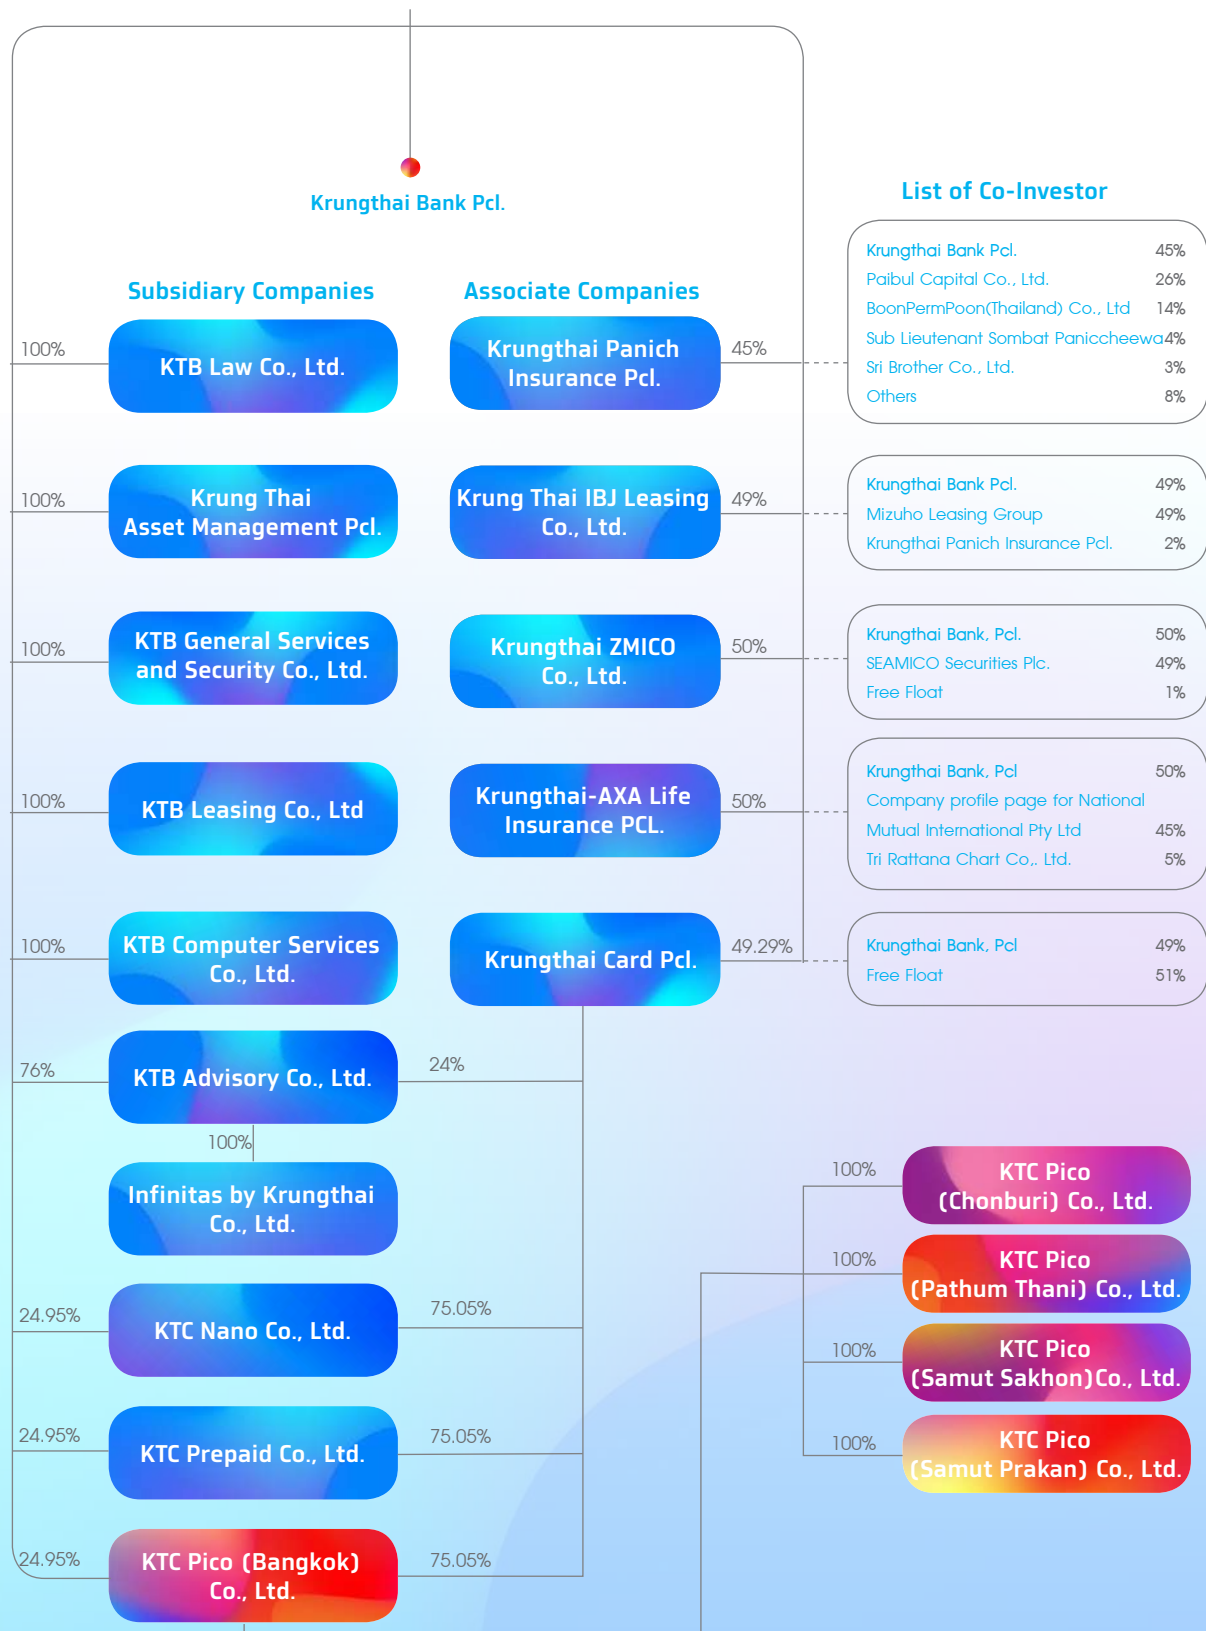 Krungthai Bank Pcl.
Subsidiary Companies
100%
KTB Law Co., Ltd.
100%
Krung Thai
Asset Management Pcl.
100%
KTB General Services
and Security Co., Ltd.
100%
KTB Leasing Co., Ltd
100%
KTB Computer Services
Co., Ltd.
76%
KTB Advisory Co., Ltd.
24%
100%
Infinitas by Krungthai
Co., Ltd.
24.95%
KTC Nano Co., Ltd.
75.05%
24.95%
KTC Prepaid Co., Ltd.
75.05%
24.95%
KTC Pico (Bangkok)
Co., Ltd.
75.05%
Associate Companies
Krungthai Panich
Insurance Pcl.
45%
Krung Thai IBJ Leasing
Co., Ltd.
49%
Krungthai ZMICO
Co., Ltd.
50%
Krungthai-AXA Life
Insurance PCL.
50%
Krungthai Card Pcl.
49.29%
List of Co-Investor
Krungthai Bank Pcl. 45%
Paibul Capital Co., Ltd. 26%
BoonPermPoon(Thailand) Co., Ltd 14%
Sub Lieutenant Sombat Paniccheewa4%
Sri Brother Co., Ltd. 3%
Others 8%
Krungthai Bank Pcl. 49%
Mizuho Leasing Group 49%
Krungthai Panich Insurance Pcl. 2%
Krungthai Bank, Pcl. 50%
SEAMICO Securities Plc. 49%
Free Float 1%
Krungthai Bank, Pcl 50%
Company profile page for National
Mutual International Pty Ltd 45%
Tri Rattana Chart Co,. Ltd. 5%
Krungthai Bank, Pcl 49%
Free Float 51%
100%
KTC Pico
(Chonburi) Co., Ltd.
100%
KTC Pico
(Pathum Thani) Co., Ltd.
100%
KTC Pico
(Samut Sakhon)Co., Ltd.
100%
KTC Pico
(Samut Prakan) Co., Ltd.